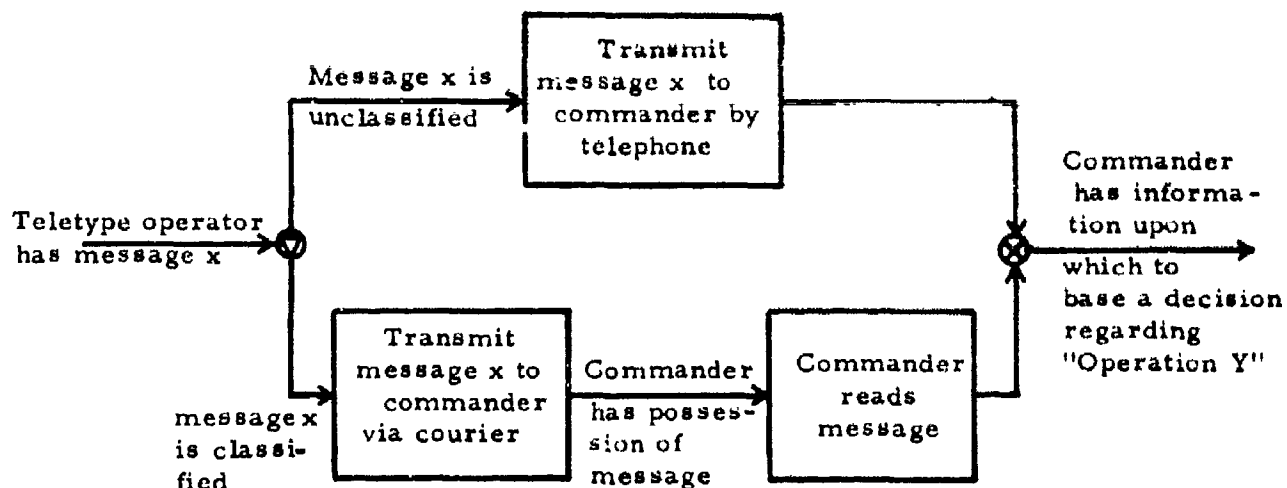 Transmit
message x to
commander by
telephone
Message x is
unclassified
Commander
has informa-
tion upon
which to
base a decision
regarding
"Operation Y"
Teletype operator
has message x
Transmit
message x to
commander
via courier
message x
is classi-
fied
Commander
has posses-
sion of
message
Commander
reads
message